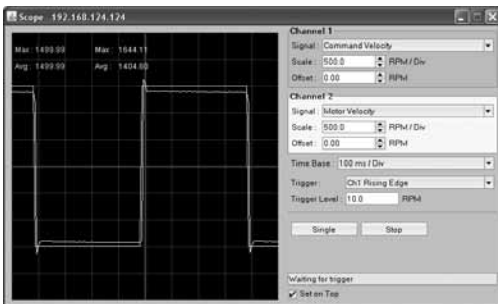 Scope 192.168.124.124
Max: 1499.99 Max: 1644.11
Avg: 1499.99 Avg: 1404.80
Channel 1
Signal: Command Velocity
Scale: 500.0 RPM / Div
Offset: 0.00 RPM
Channel 2
Signal: Motor Velocity
Scale: 500.0 RPM / Div
Offset: 0.00 RPM
Time Base: 100 ms / Div
Trigger: Ch1 Rising Edge
Trigger Level: 10.0 RPM
Single Stop
Waiting for trigger
Set on Top